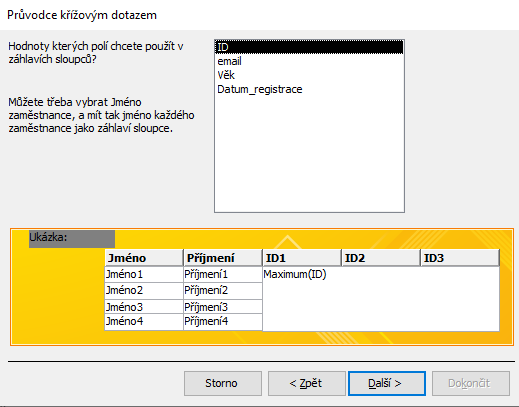 Průvodce křížovým dotazem
Hodnoty kterých polí chcete použít v
záhlavích sloupců?
Můžete třeba vybrat Jméno
zaměstnance, a mít tak jméno každého
zaměstnance jako záhlaví sloupce.
ID
email
Věk
Datum_registrace
Ukázka:
Jméno Příjmení ID1 ID2 ID3
Jméno1 Příjmení1 Maximum(ID)
Jméno2 Příjmení2
Jméno3 Příjmení3
Jméno4 Příjmení4
Storno < Zpět Další > Dokončit